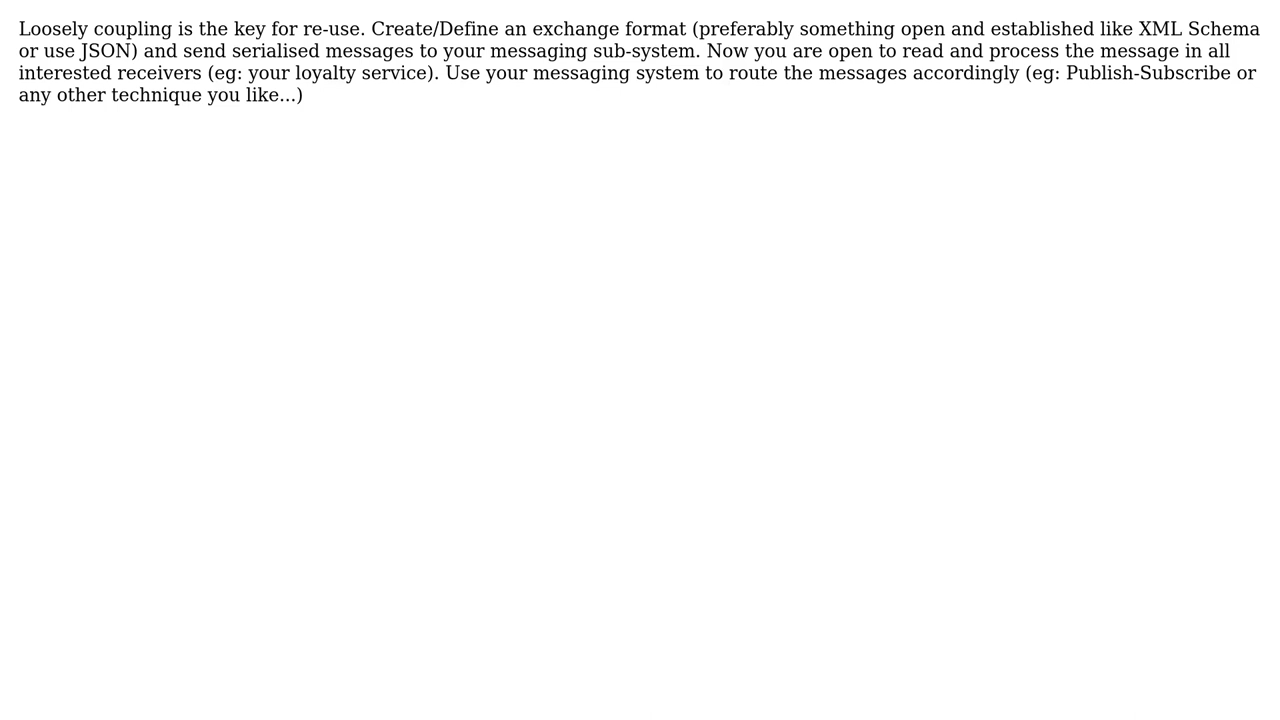 Loosely coupling is the key for re-use. Create/Define an exchange format (preferably something open and established like XML Schema
or use JSON) and send serialised messages to your messaging sub-system. Now you are open to read and process the message in all
interested receivers (eg: your loyalty service). Use your messaging system to route the messages accordingly (eg: Publish-Subscribe or
any other technique you like...)